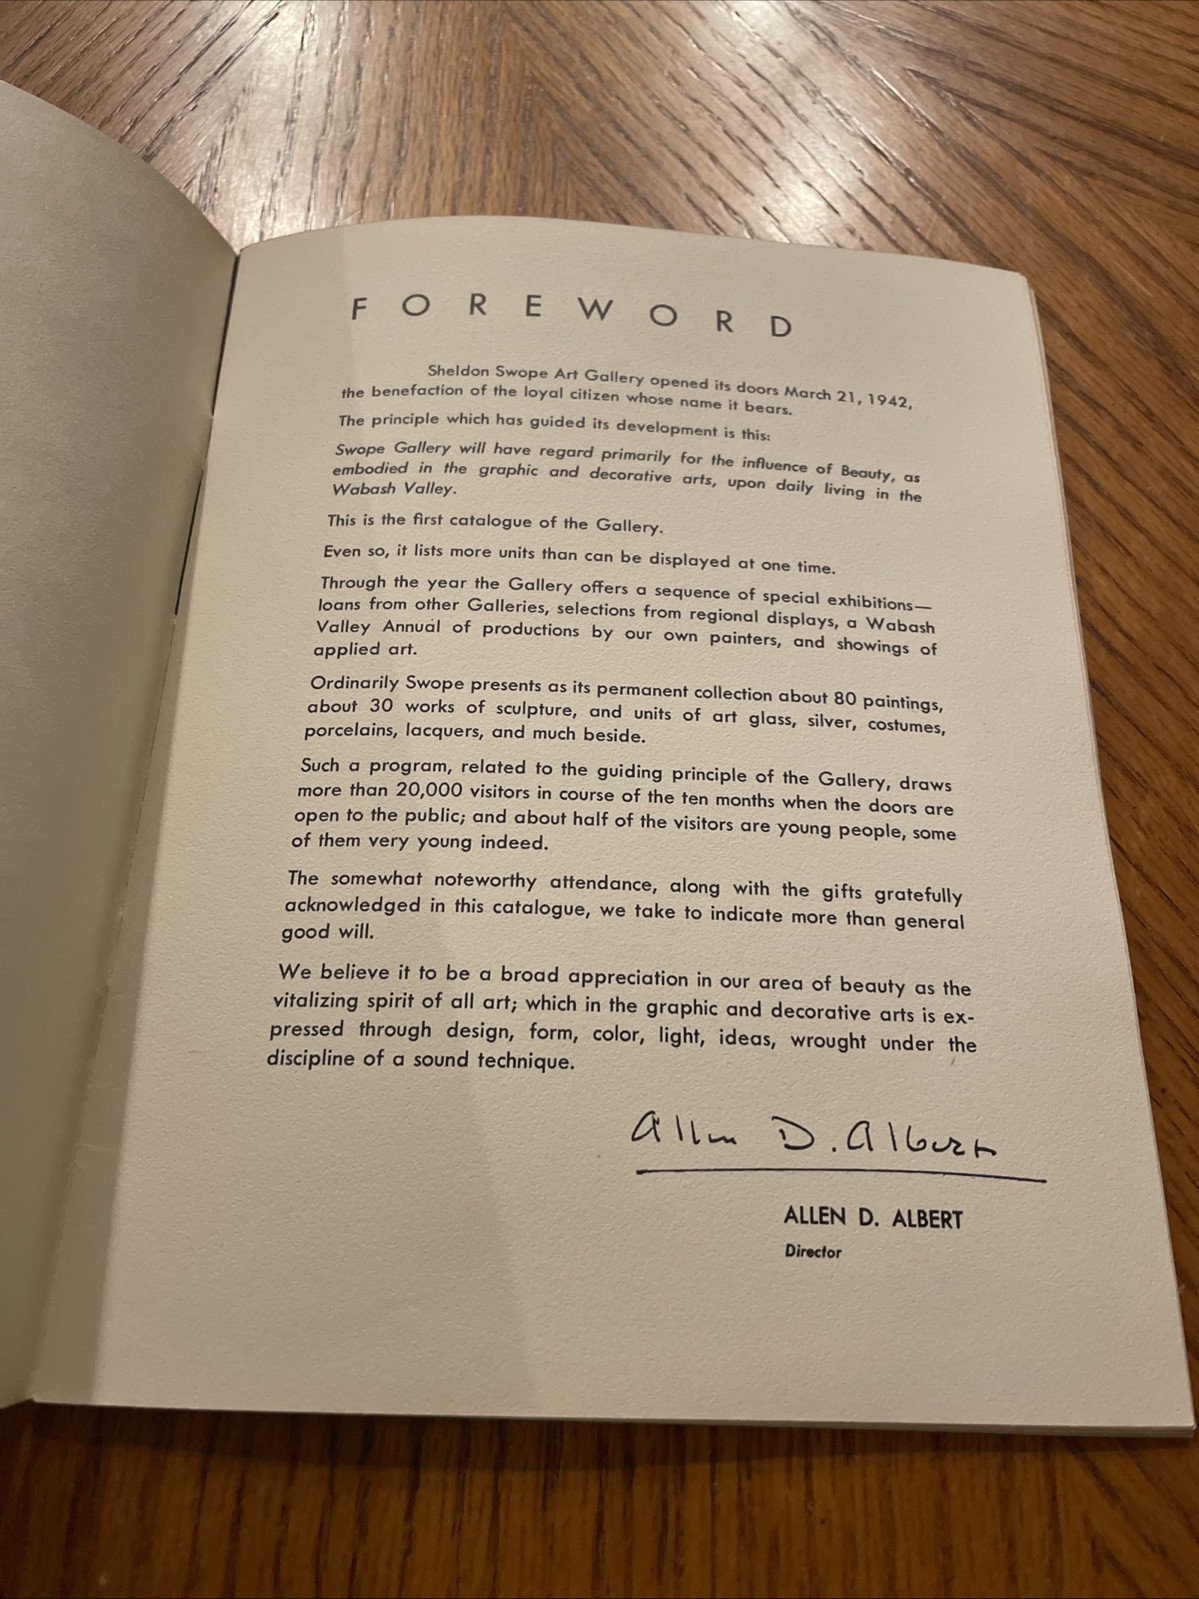 FOREWORD
Sheldon Swope Art Gallery opened its doors March 21, 1942,
the benefaction of the loyal citizen whose name it bears.
The principle which has guided its development is this:
Swope Gallery will have regard primarily for the influence of Beauty, as
embodied in the graphic and decorative arts, upon daily living in the
Wabash Valley.
This is the first catalogue of the Gallery.
Even so, it lists more units than can be displayed at one time.
Through the year the Gallery offers a sequence of special exhibitions—
loans from other Galleries, selections from regional displays, a Wabash
Valley Annual of productions by our own painters, and showings of
applied art.
Ordinarily Swope presents as its permanent collection about 80 paintings,
about 30 works of sculpture, and units of art glass, silver, costumes,
porcelains, lacquers, and much beside.
Such a program, related to the guiding principle of the Gallery, draws
more than 20,000 visitors in course of the ten months when the doors are
open to the public; and about half of the visitors are young people, some
of them very young indeed.
The somewhat noteworthy attendance, along with the gifts gratefully
acknowledged in this catalogue, we take to indicate more than general
good will.
We believe it to be a broad appreciation in our area of beauty as the
vitalizing spirit of all art; which in the graphic and decorative arts is ex-
pressed through design, form, color, light, ideas, wrought under the
discipline of a sound technique.
Allen D. Albert
ALLEN D. ALBERT
Director